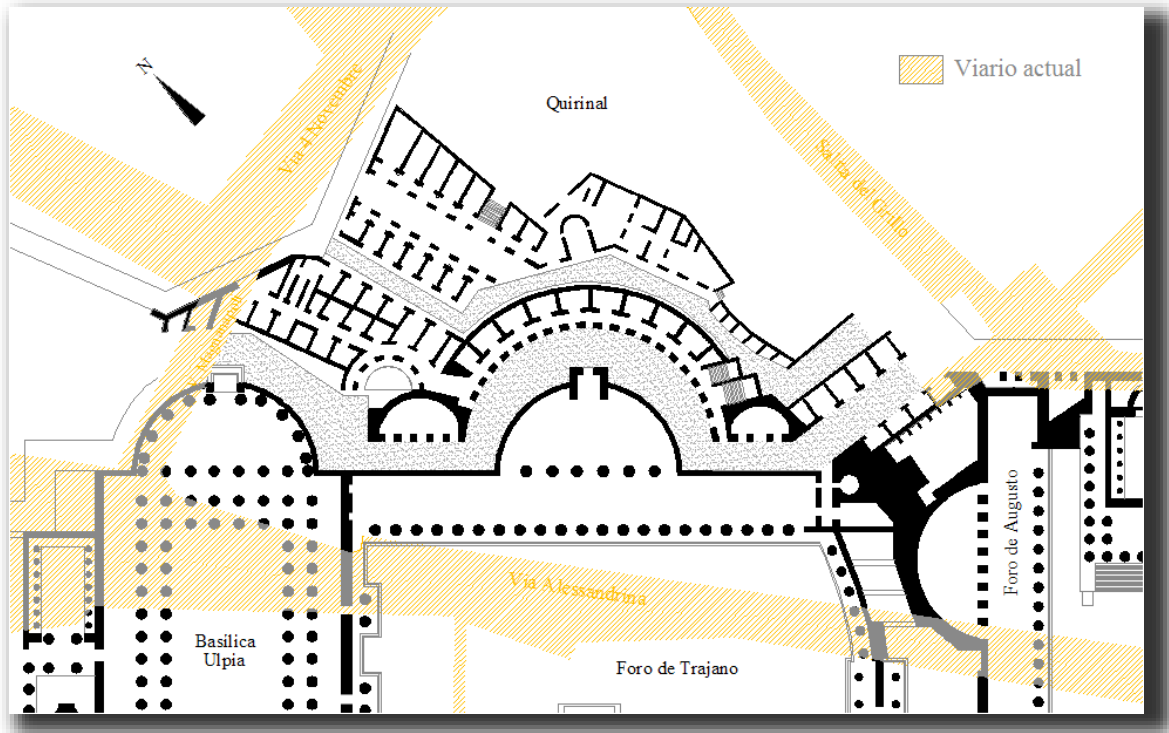 N
Via 4 Novembre
Quirinal
Viario actual
Salita del Grillo
Magnanapoli
Via Alessandrina
Foro de Augusto
Basílica
Ulpia
Foro de Trajano